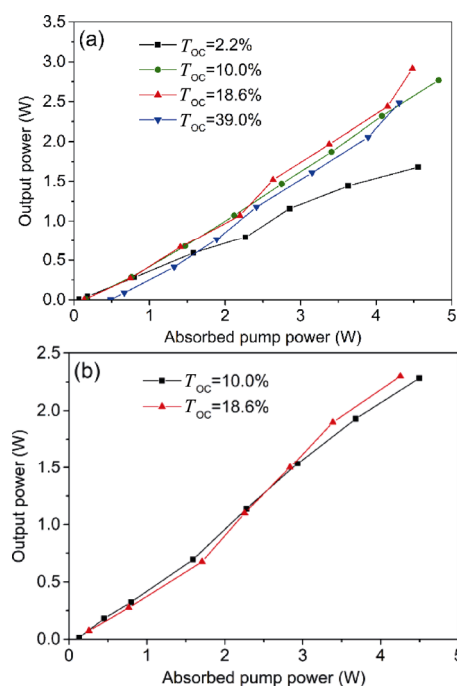 (a)
T_OC=2.2%
T_OC=10.0%
T_OC=18.6%
T_OC=39.0%
Output power (W)
3.5
3.0
2.5
2.0
1.5
1.0
0.5
0.0
0 1 2 3 4 5
Absorbed pump power (W)
(b)
T_OC=10.0%
T_OC=18.6%
Output power (W)
2.5
2.0
1.5
1.0
0.5
0.0
0 1 2 3 4 5
Absorbed pump power (W)